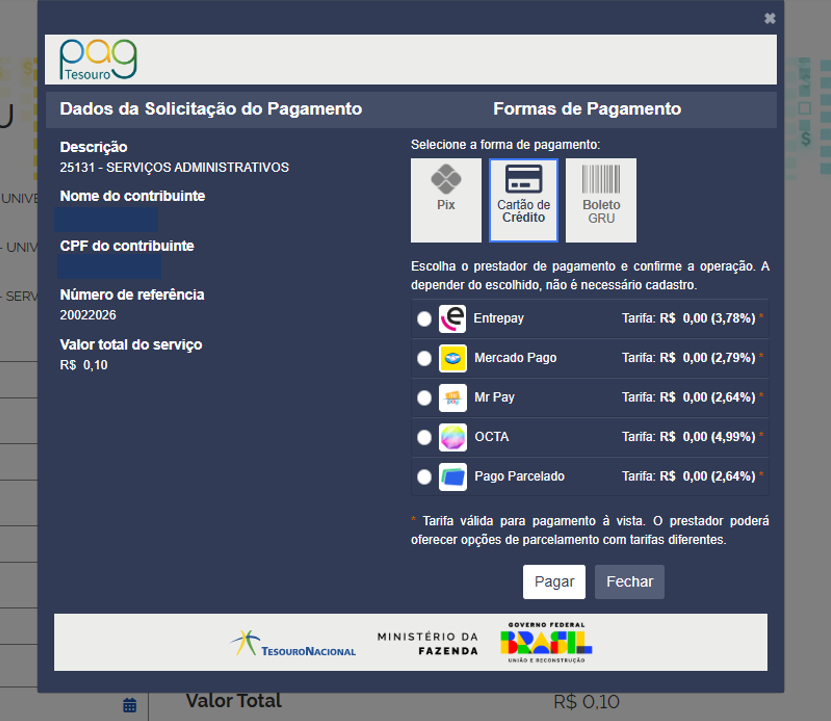 ✖
pag
Tesouro
Dados da Solicitação do Pagamento
Formas de Pagamento
Descrição
25131 - SERVIÇOS ADMINISTRATIVOS
Nome do contribuinte
CPF do contribuinte
Número de referência
20022026
Valor total do serviço
R$ 0,10
Selecione a forma de pagamento:
Pix
Cartão de
Crédito
Boleto
GRU
Escolha o prestador de pagamento e confirme a operação. A
depender do escolhido, não é necessário cadastro.
Entrepay Tarifa: R$ 0,00 (3,78%) *
Mercado Pago Tarifa: R$ 0,00 (2,79%) *
Mr Pay Tarifa: R$ 0,00 (2,64%) *
OCTA Tarifa: R$ 0,00 (4,99%) *
Pago Parcelado Tarifa: R$ 0,00 (2,64%) *
* Tarifa válida para pagamento à vista. O prestador poderá
oferecer opções de parcelamento com tarifas diferentes.
Pagar
Fechar
TESOURONACIONAL
MINISTÉRIO DA
FAZENDA
GOVERNO FEDERAL
BRASIL
UNIÃO E RECONSTRUÇÃO
U
UNIVE
- UNIV
- SERV
Valor Total
R$ 0,10